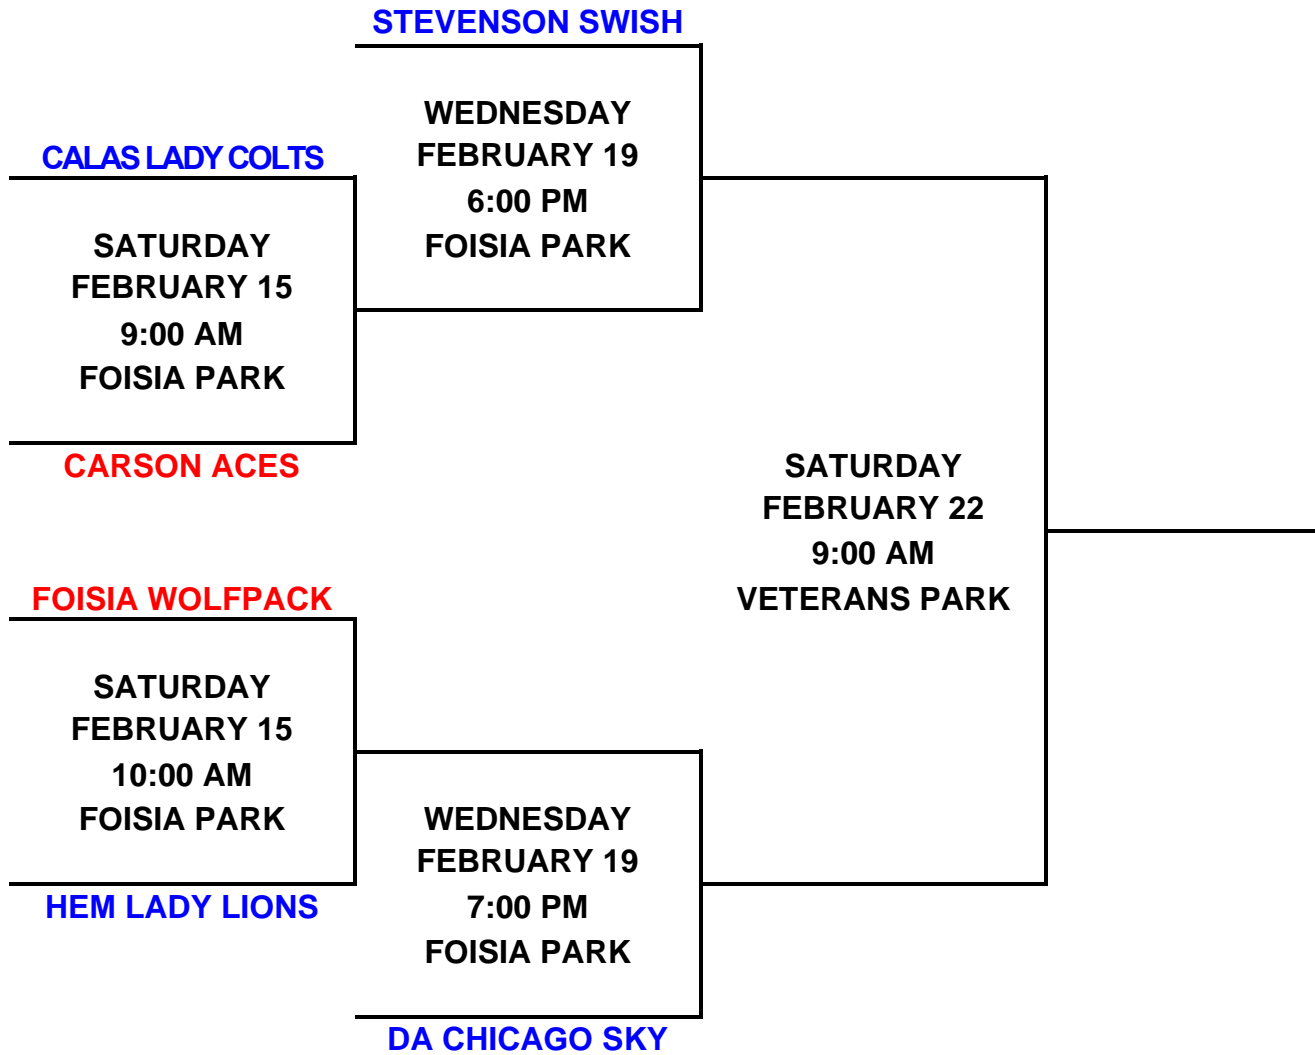 STEVENSON SWISH
WEDNESDAY
FEBRUARY 19
6:00 PM
FOISIA PARK
CALAS LADY COLTS
SATURDAY
FEBRUARY 15
9:00 AM
FOISIA PARK
CARSON ACES
SATURDAY
FEBRUARY 22
9:00 AM
VETERANS PARK
FOISIA WOLFPACK
SATURDAY
FEBRUARY 15
10:00 AM
FOISIA PARK
HEM LADY LIONS
WEDNESDAY
FEBRUARY 19
7:00 PM
FOISIA PARK
DA CHICAGO SKY